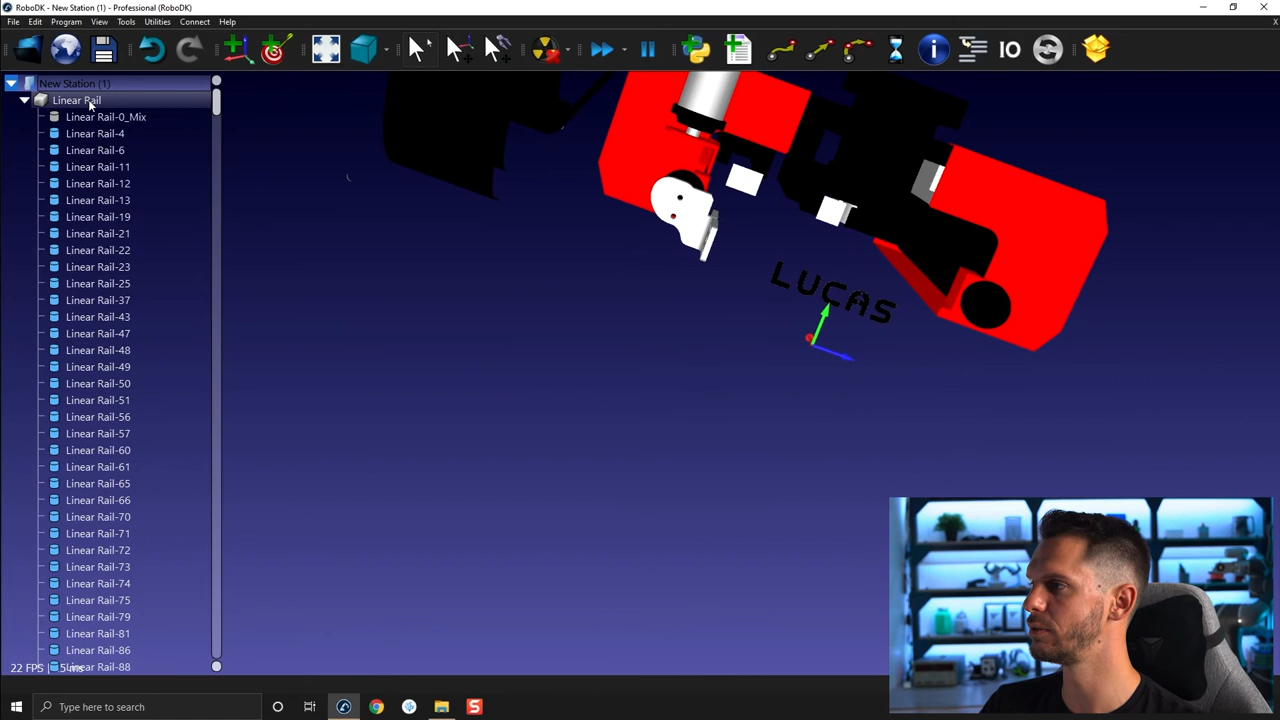 RoboDK - New Station (1) - Professional (RoboDK)
File Edit Program View Tools Utilities Connect Help
IO
New Station (1)
Linear Rail
Linear Rail-0_Mix
Linear Rail-4
Linear Rail-6
Linear Rail-11
Linear Rail-12
Linear Rail-13
Linear Rail-19
Linear Rail-21
Linear Rail-22
Linear Rail-23
Linear Rail-25
Linear Rail-37
Linear Rail-43
Linear Rail-47
Linear Rail-48
Linear Rail-49
Linear Rail-50
Linear Rail-51
Linear Rail-56
Linear Rail-57
Linear Rail-60
Linear Rail-61
Linear Rail-65
Linear Rail-66
Linear Rail-70
Linear Rail-71
Linear Rail-72
Linear Rail-73
Linear Rail-74
Linear Rail-75
Linear Rail-79
Linear Rail-81
Linear Rail-86
Linear Rail-88
22 FPS
LUCAS
Type here to search